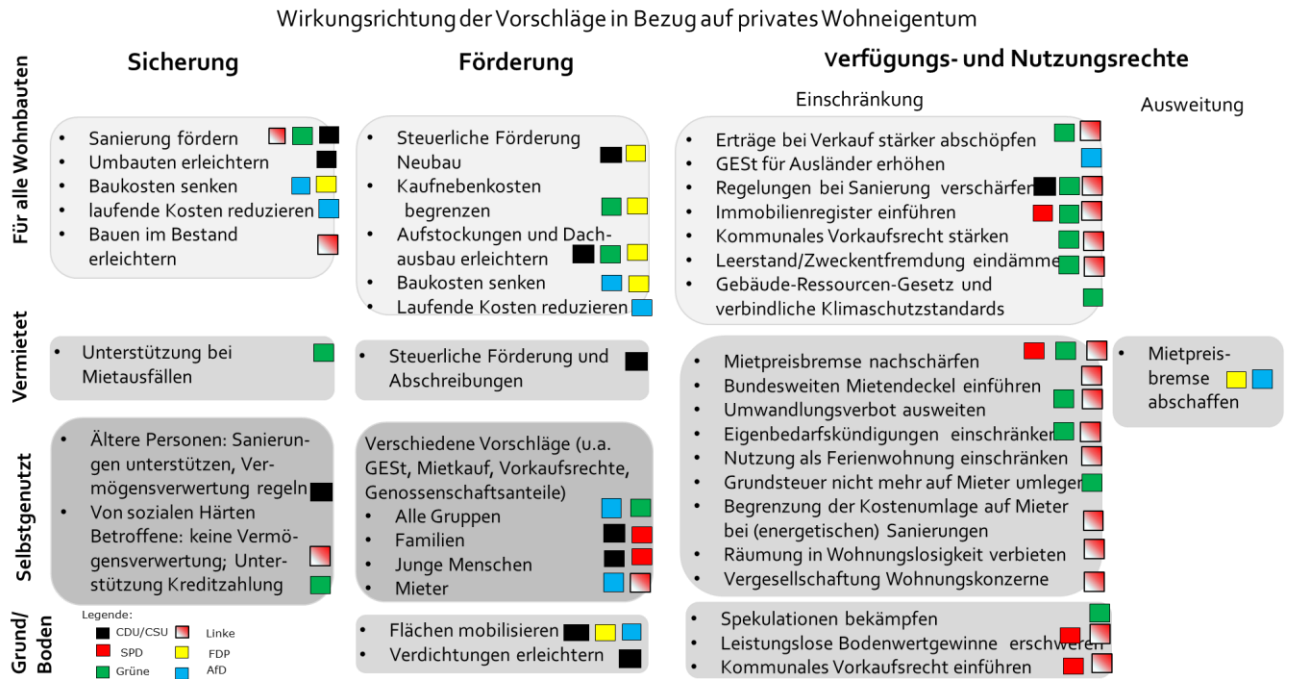 Wirkungsrichtung der Vorschläge in Bezug auf privates Wohneigentum
Sicherung
Förderung
Verfügungs- und Nutzungsrechte
Einschränkung
Ausweitung
Für alle Wohnbauten
• Sanierung fördern
• Umbauten erleichtern
• Baukosten senken
• laufende Kosten reduzieren
• Bauen im Bestand
erleichtern
• Steuerliche Förderung
Neubau
• Kaufnebenkosten
begrenzen
• Aufstockungen und Dach-
ausbau erleichtern
• Baukosten senken
• Laufende Kosten reduzieren
• Erträge bei Verkauf stärker abschöpfen
• GESt für Ausländer erhöhen
• Regelungen bei Sanierung verschärfen
• Immobilienregister einführen
• Kommunales Vorkaufsrecht stärken
• Leerstand/Zweckentfremdung eindämme
• Gebäude-Ressourcen-Gesetz und
verbindliche Klimaschutzstandards
Vermietet
• Unterstützung bei
Mietausfällen
• Steuerliche Förderung und
Abschreibungen
• Mietpreisbremse nachschärfen
• Bundesweiten Mietendeckel einführen
• Umwandlungsverbot ausweiten
• Eigenbedarfskündigungen einschränken
• Nutzung als Ferienwohnung einschränken
• Grundsteuer nicht mehr auf Mieter umlegen
• Begrenzung der Kostenumlage auf Mieter
bei (energetischen) Sanierungen
• Räumung in Wohnungslosigkeit verbieten
• Vergesellschaftung Wohnungskonzerne
• Mietpreis-
bremse
abschaffen
Selbstgenutzt
• Ältere Personen: Sanierun-
gen unterstützen, Ver-
mögensverwertung regeln
• Von sozialen Härten
Betroffene: keine Vermö-
gensverwertung; Unter-
stützung Kreditzahlung
Verschiedene Vorschläge (u.a.
GESt, Mietkauf, Vorkaufsrechte,
Genossenschaftsanteile)
• Alle Gruppen
• Familien
• Junge Menschen
• Mieter
Grund/
Boden
Legende:
CDU/CSU
Linke
SPD
FDP
Grüne
AfD
• Flächen mobilisieren
• Verdichtungen erleichtern
• Spekulationen bekämpfen
• Leistungslose Bodenwertgewinne erschweren
• Kommunales Vorkaufsrecht einführen